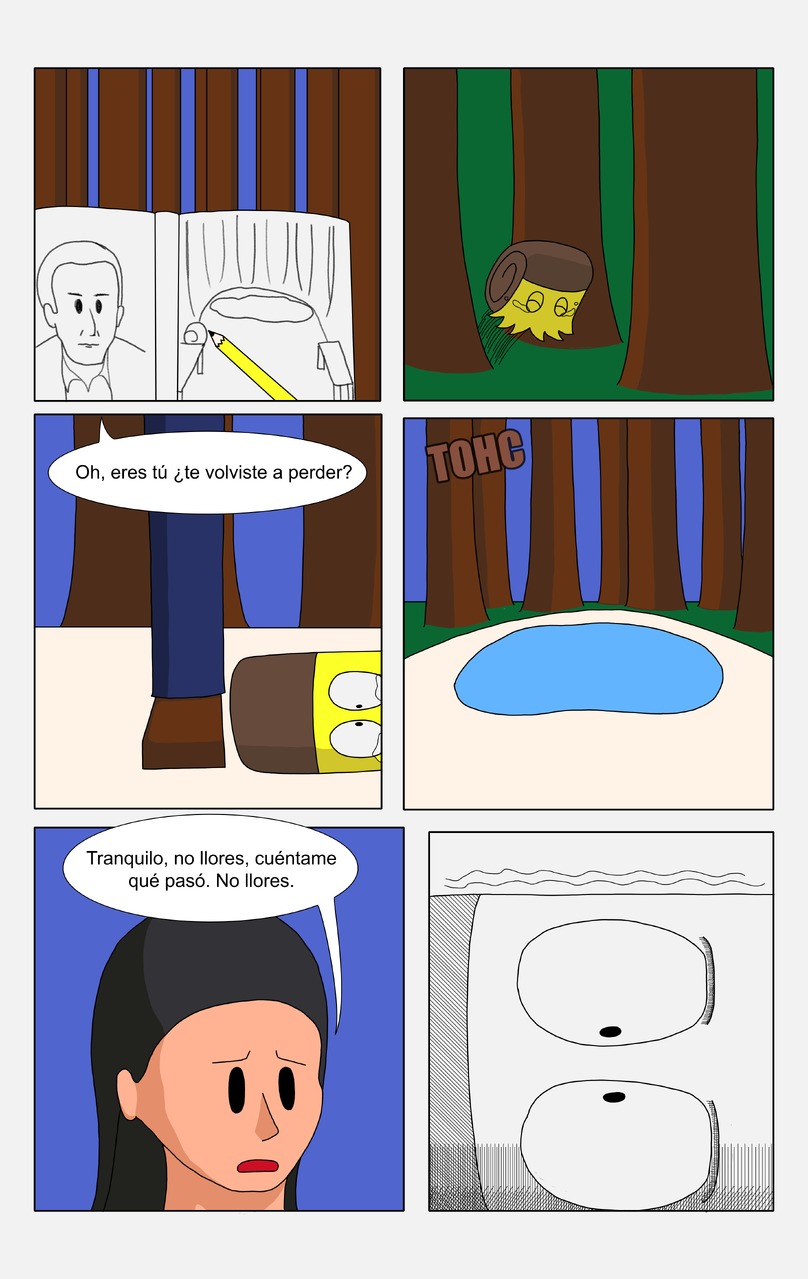 Oh, eres tú ¿te volviste a perder?
TOHC
Tranquilo, no llores, cuéntame
qué pasó. No llores.